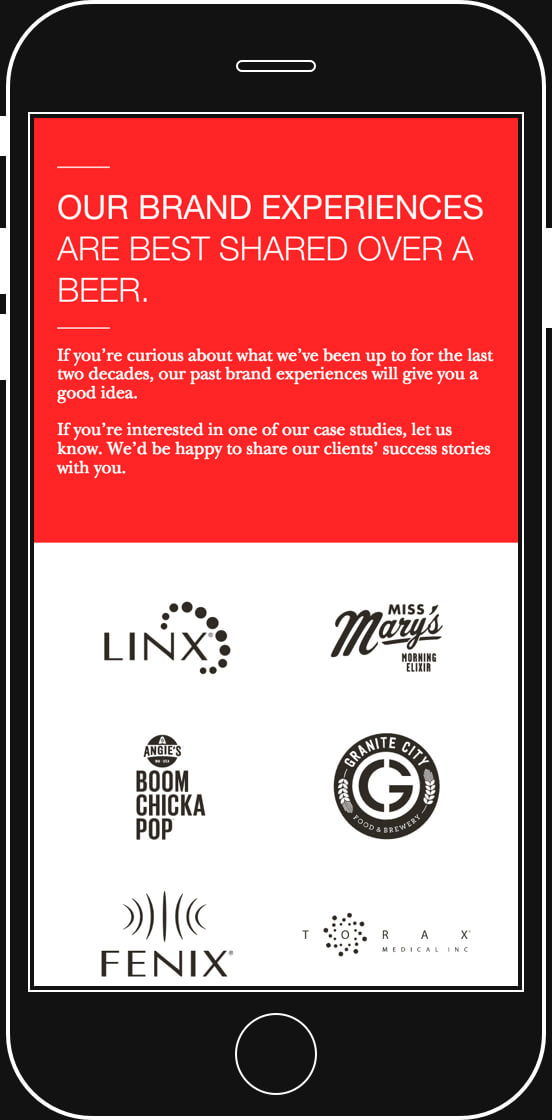 OUR BRAND EXPERIENCES
ARE BEST SHARED OVER A
BEER.
If you’re curious about what we’ve been up to for the last
two decades, our past brand experiences will give you a
good idea.
If you’re interested in one of our case studies, let us
know. We’d be happy to share our clients’ success stories
with you.
LINX®
MISS
Mary's
MORNING
ELIXIR
ANGIE'S
BOOM
CHICKA
POP
GRANITE CITY
G
FOOD & BREWERY
FENIX®
TORAX
MEDICAL INC